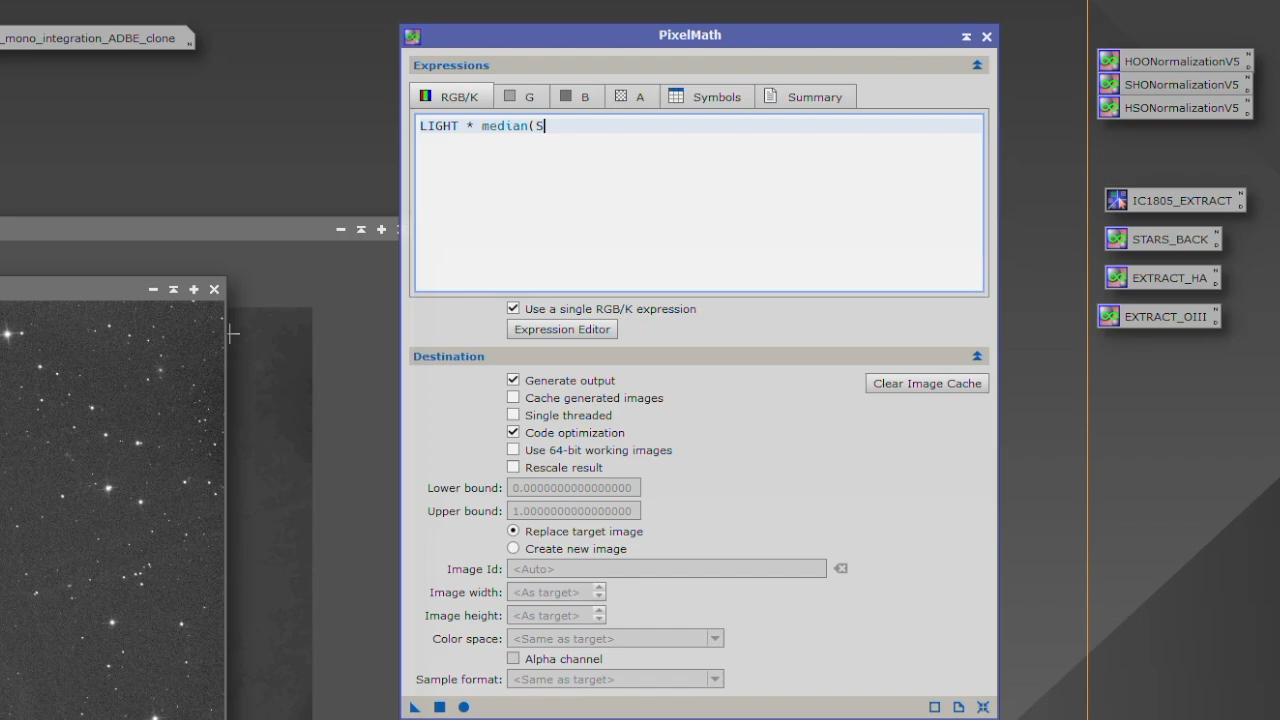 _mono_integration_ADBE_clone
N
PixelMath
Expressions
RGB/K
G
B
A
Symbols
Summary
LIGHT * median(S
Use a single RGB/K expression
Expression Editor
Destination
Generate output
Clear Image Cache
Cache generated images
Single threaded
Code optimization
Use 64-bit working images
Rescale result
Lower bound: 0.0000000000000000
Upper bound: 1.0000000000000000
Replace target image
Create new image
Image Id: <Auto>
Image width: <As target>
Image height: <As target>
Color space: <Same as target>
Alpha channel
Sample format: <Same as target>
HOONormalizationV5 N D
SHONormalizationV5 N D
HSONormalizationV5 N D
IC1805_EXTRACT N D
STARS_BACK N D
EXTRACT_HA N D
EXTRACT_OIII N D